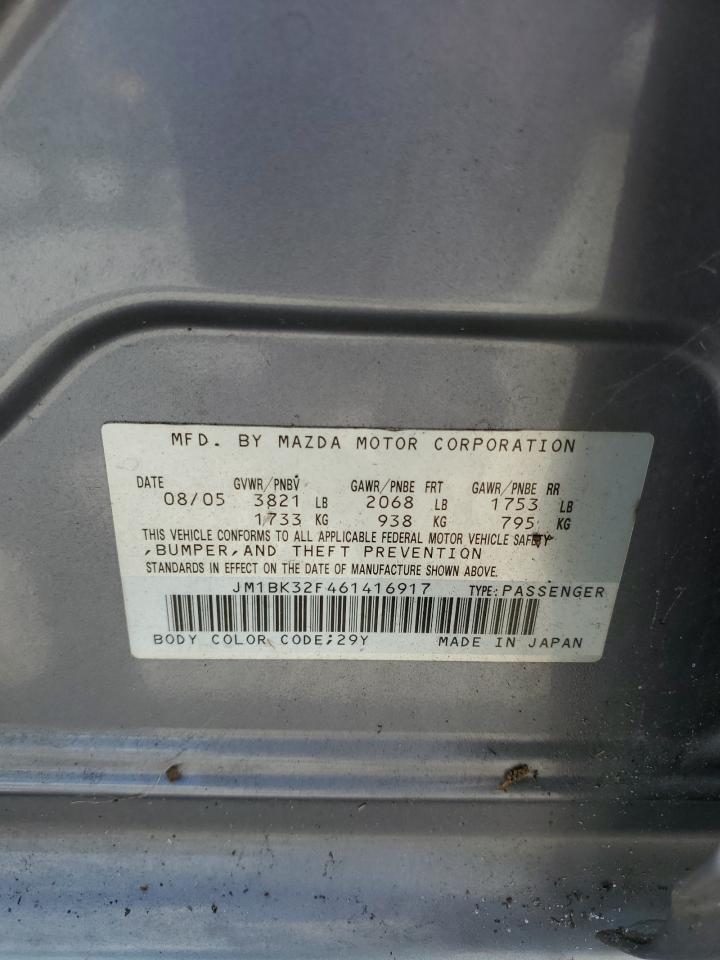 MFD. BY MAZDA MOTOR CORPORATION
DATE GVWR/PNBV GAWR/PNBE FRT GAWR/PNBE RR
08/05 3821 LB 2068 LB 1753 LB
1733 KG 938 KG 795 KG
THIS VEHICLE CONFORMS TO ALL APPLICABLE FEDERAL MOTOR VEHICLE SAFETY
,BUMPER,AND THEFT PREVENTION
STANDARDS IN EFFECT ON THE DATE OF MANUFACTURE SHOWN ABOVE.
JM1BK32F461416917 TYPE:PASSENGER
BODY COLOR CODE;29Y MADE IN JAPAN